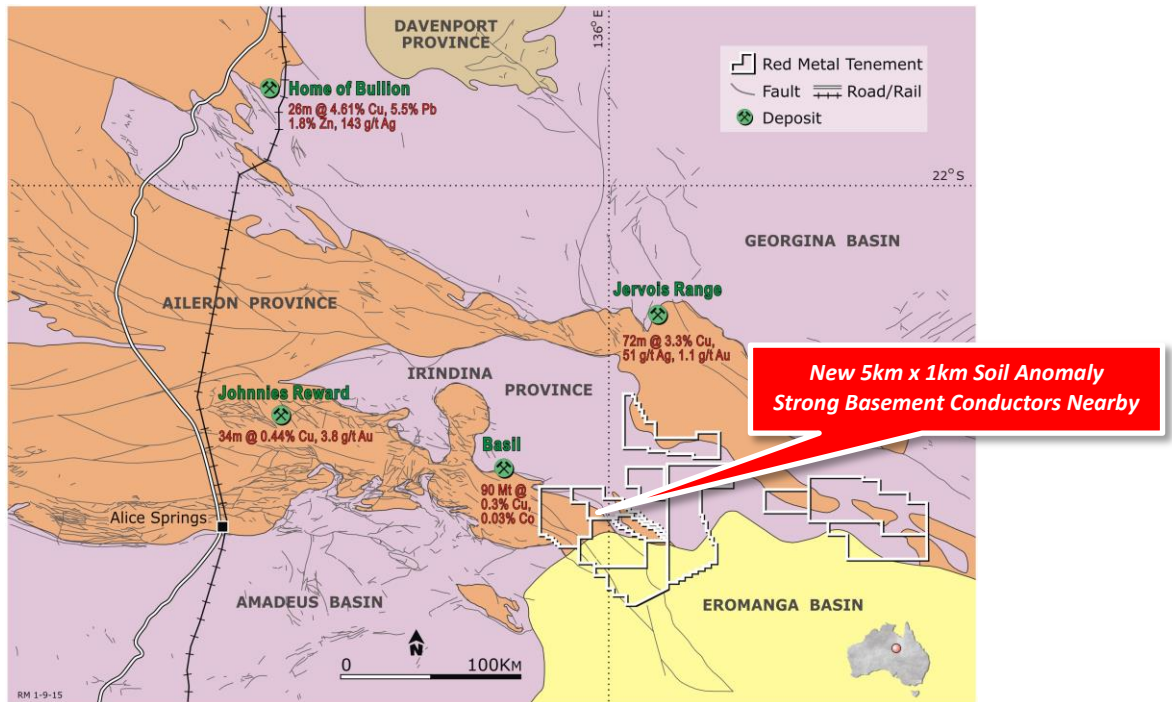 DAVENPORT
PROVINCE
136° E
Red Metal Tenement
Fault Road/Rail
Deposit
Home of Bullion
26m @ 4.61% Cu, 5.5% Pb
1.8% Zn, 143 g/t Ag
22° S
GEORGINA BASIN
AILERON PROVINCE
Jervois Range
72m @ 3.3% Cu,
51 g/t Ag, 1.1 g/t Au
IRINDINA
PROVINCE
New 5km x 1km Soil Anomaly
Strong Basement Conductors Nearby
Johnnies Reward
34m @ 0.44% Cu, 3.8 g/t Au
Basil
90 Mt @
0.3% Cu,
0.03% Co
Alice Springs
AMADEUS BASIN
EROMANGA BASIN
N
0 100KM
RM 1-9-15